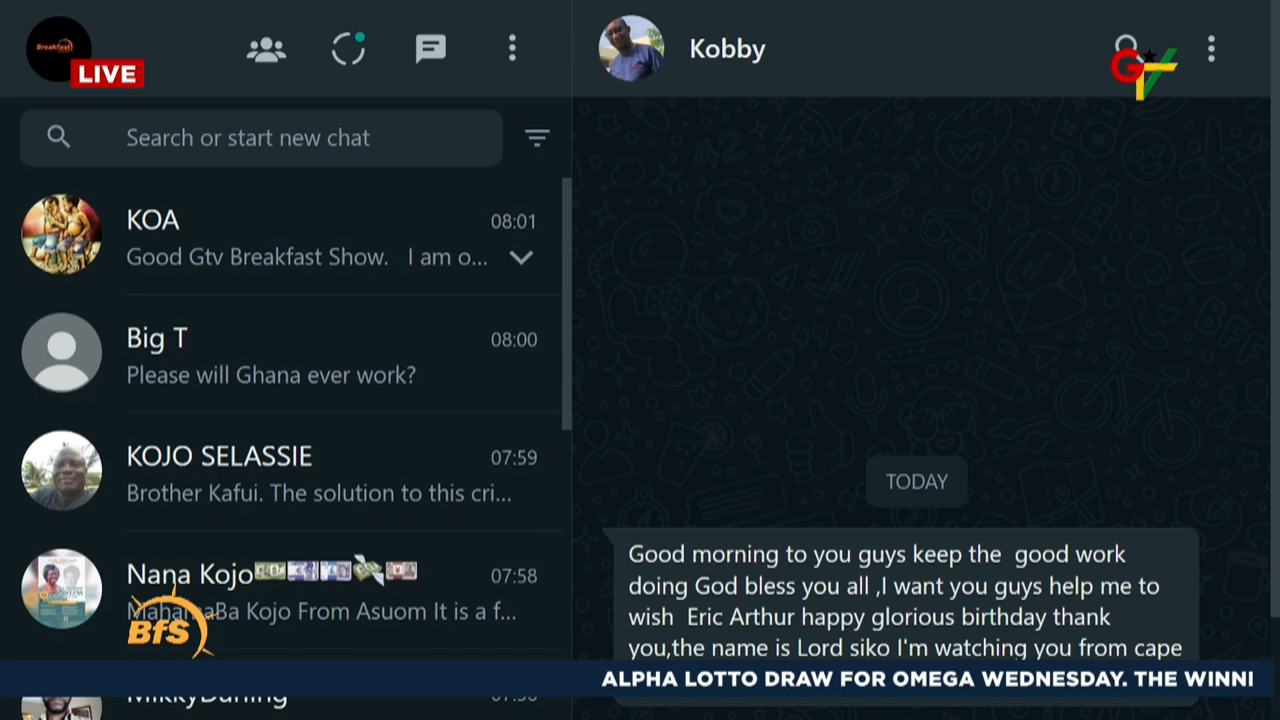 Breakfast
LIVE
Search or start new chat
KOA
08:01
Good Gtv Breakfast Show. I am o...
Big T
08:00
Please will Ghana ever work?
KOJO SELASSIE
07:59
Brother Kafui. The solution to this cri...
Nana Kojo
07:58
MahamaBa Kojo From Asuom It is a f...
BfS
Kobby
GTV
TODAY
Good morning to you guys keep the  good work
doing God bless you all ,I want you guys help me to
wish  Eric Arthur happy glorious birthday thank
you,the name is Lord siko I'm watching you from cape
ALPHA LOTTO DRAW FOR OMEGA WEDNESDAY. THE WINNI